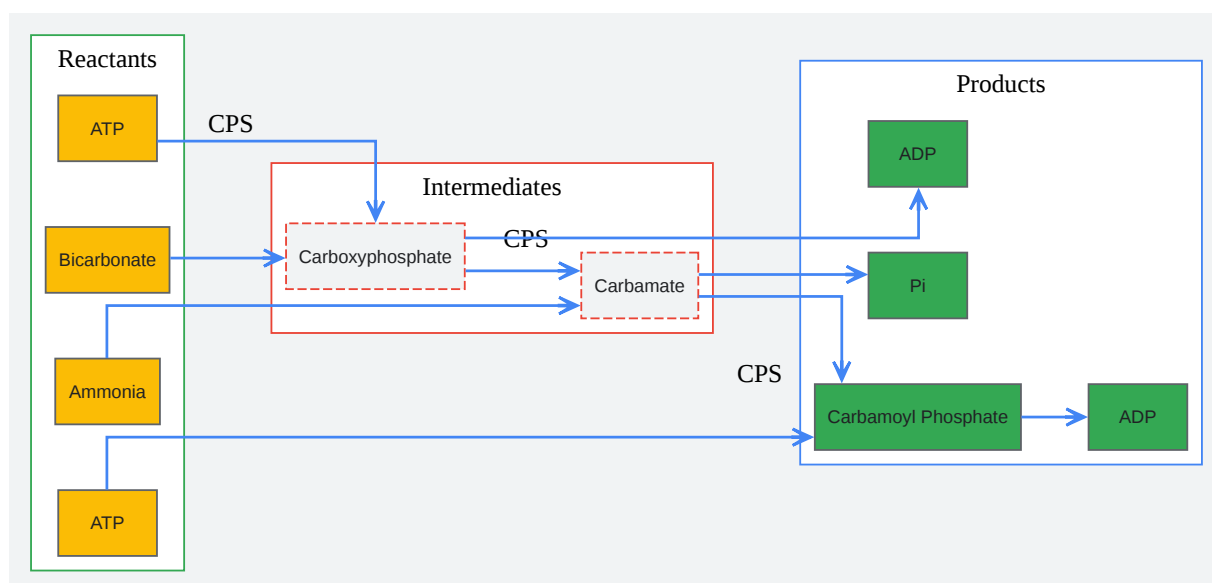 Reactants
ATP
CPS
Products
ADP
Intermediates
Bicarbonate
Carboxyphosphate
CPS
Carbamate
Pi
Ammonia
CPS
Carbamoyl Phosphate
ADP
ATP